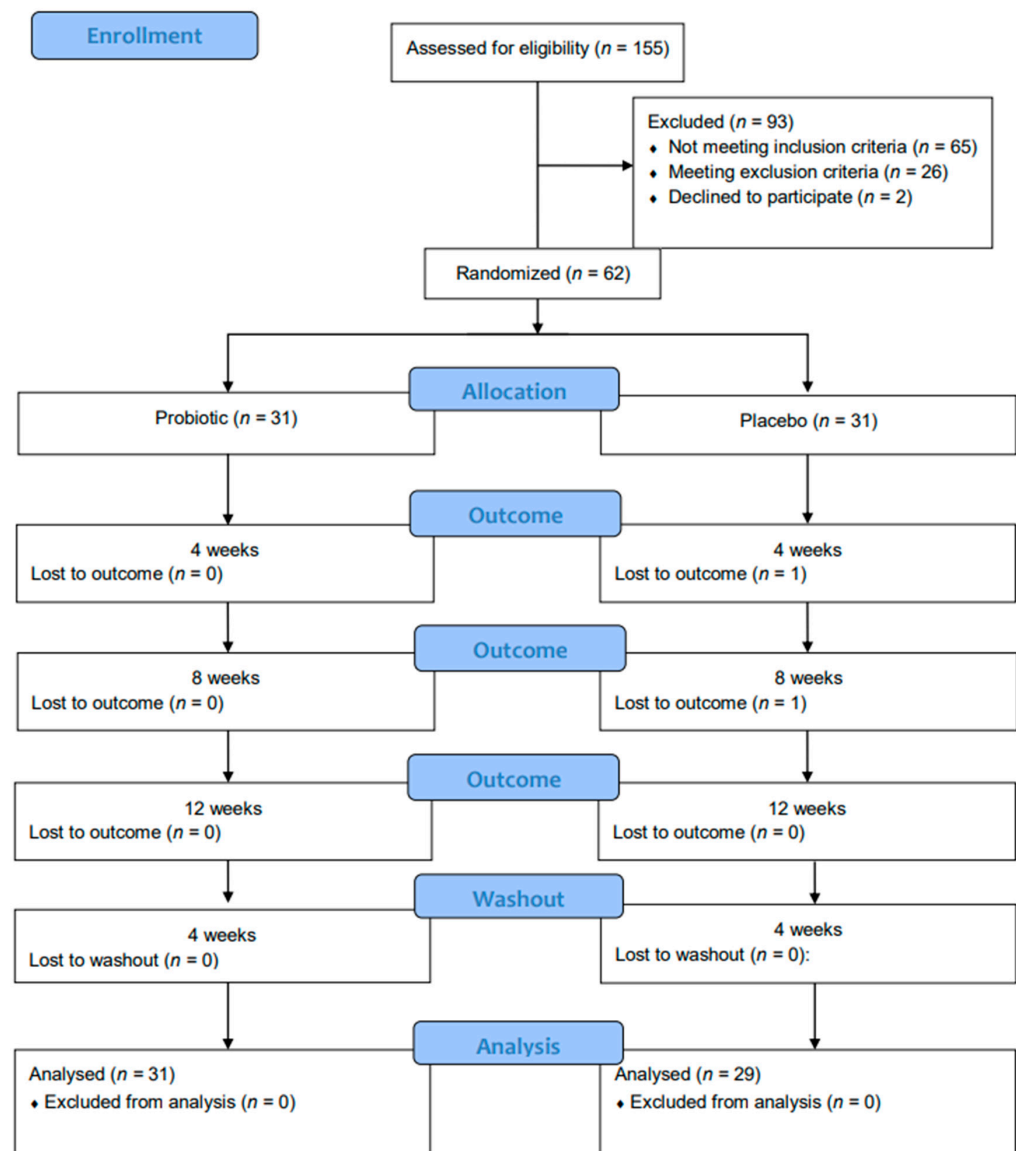 Enrollment
Assessed for eligibility (n = 155)
Excluded (n = 93)
♦ Not meeting inclusion criteria (n = 65)
♦ Meeting exclusion criteria (n = 26)
♦ Declined to participate (n = 2)
Randomized (n = 62)
Allocation
Probiotic (n = 31)
Placebo (n = 31)
Outcome
4 weeks
Lost to outcome (n = 0)
4 weeks
Lost to outcome (n = 1)
Outcome
8 weeks
Lost to outcome (n = 0)
8 weeks
Lost to outcome (n = 1)
Outcome
12 weeks
Lost to outcome (n = 0)
12 weeks
Lost to outcome (n = 0)
Washout
4 weeks
Lost to washout (n = 0)
4 weeks
Lost to washout (n = 0):
Analysis
Analysed (n = 31)
♦ Excluded from analysis (n = 0)
Analysed (n = 29)
♦ Excluded from analysis (n = 0)